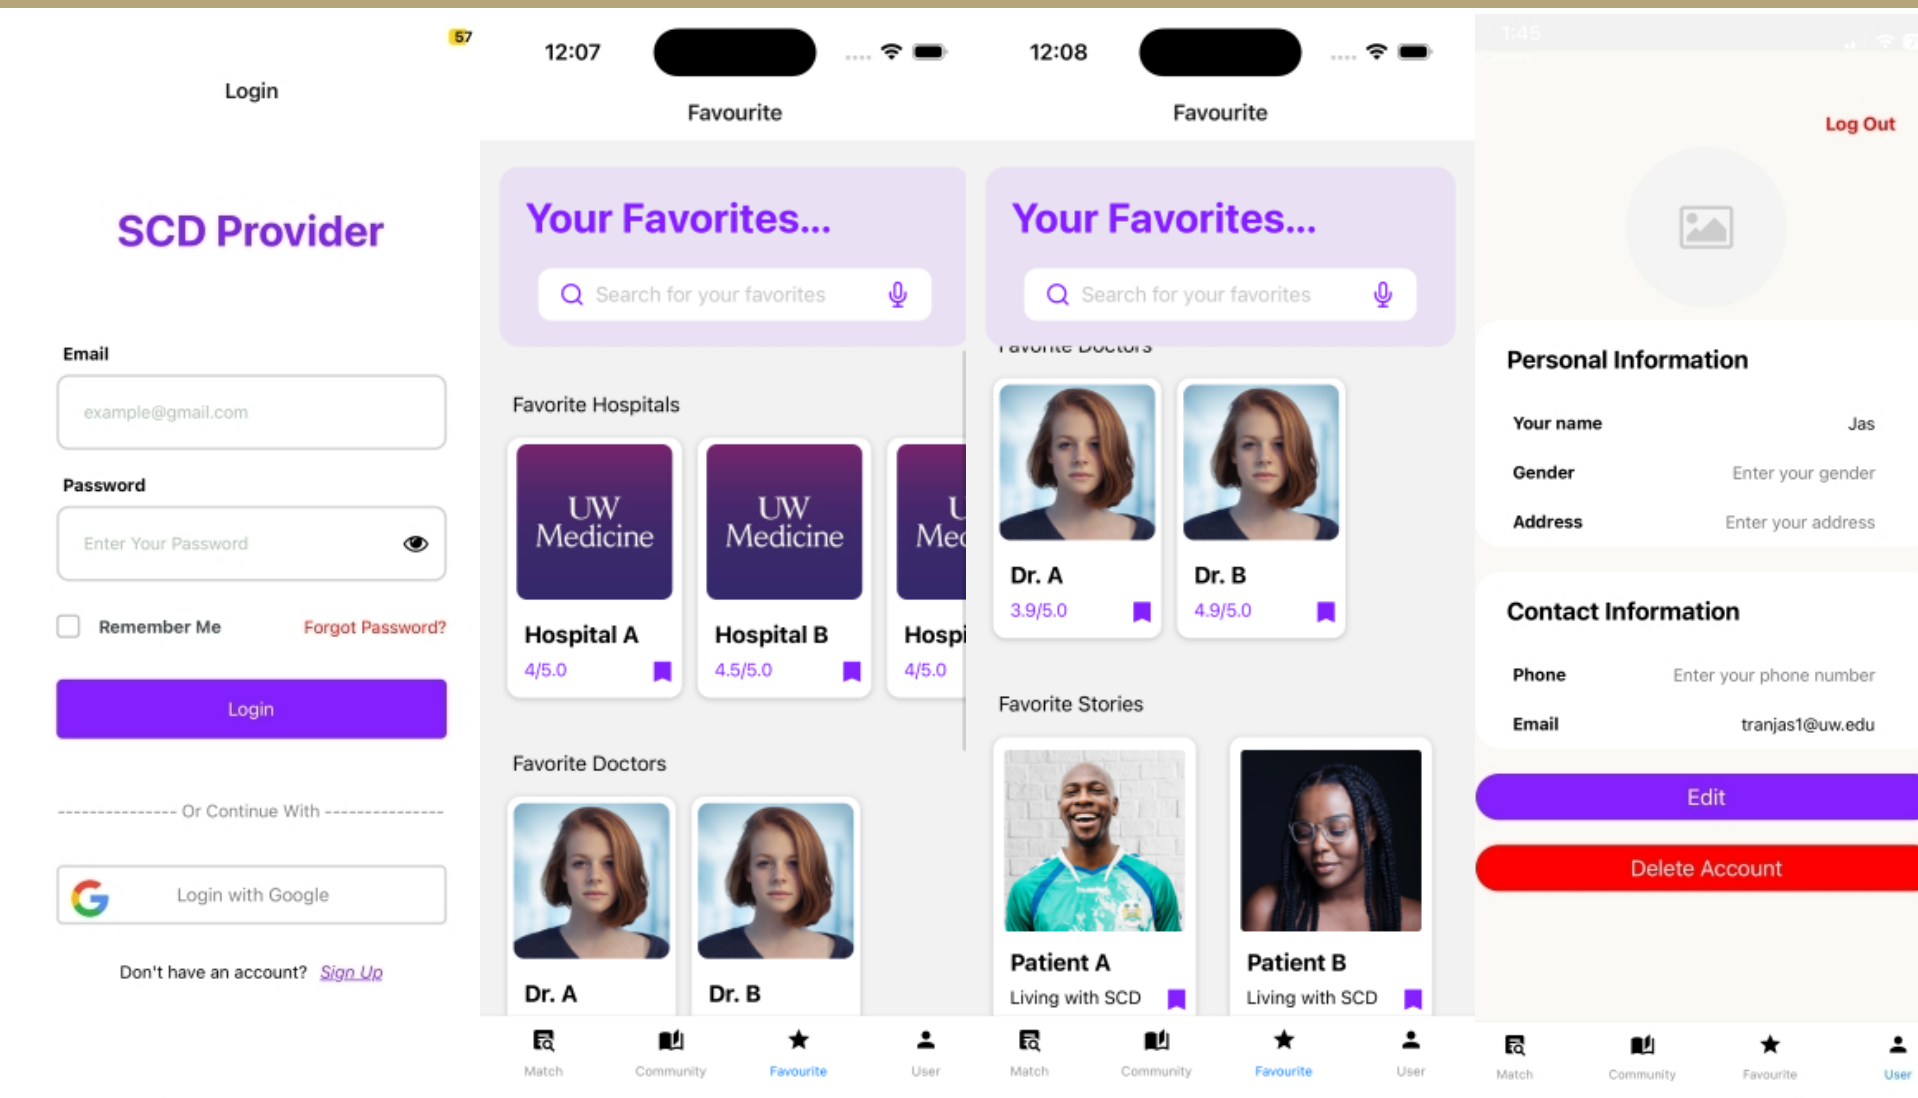 57
Login
SCD Provider
Email
example@gmail.com
Password
Enter Your Password
Remember Me Forgot Password?
Login
--------------- Or Continue With ---------------
Login with Google
Don't have an account? Sign Up
12:07
Favourite
Your Favorites...
Search for your favorites
Favorite Hospitals
UW Medicine
UW Medicine
U
Med
Hospital A
Hospital B
Hospi
4/5.0
4.5/5.0
4/5.0
Favorite Doctors
Dr. A
Dr. B
Match
Community
Favourite
User
12:08
Favourite
Your Favorites...
Search for your favorites
Favorite Doctors
Dr. A
Dr. B
3.9/5.0
4.9/5.0
Favorite Stories
Patient A
Patient B
Living with SCD
Living with SCD
Match
Community
Favourite
User
1:45
Log Out
Personal Information
Your name Jas
Gender Enter your gender
Address Enter your address
Contact Information
Phone Enter your phone number
Email tranjas1@uw.edu
Edit
Delete Account
Match
Community
Favourite
User